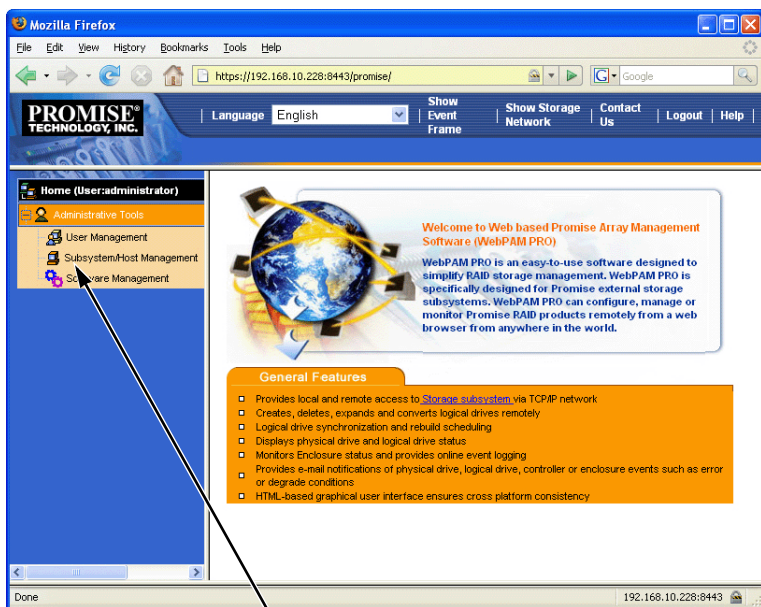 Mozilla Firefox
File Edit View History Bookmarks Tools Help
https://192.168.10.228:8443/promise/
Google
PROMISE®
TECHNOLOGY, INC.
Language English
Show
Event
Frame
Show Storage
Network
Contact
Us
Logout
Help
Home (User:administrator)
Administrative Tools
User Management
Subsystem/Host Management
Software Management
Welcome to Web based Promise Array Management
Software (WebPAM PRO)
WebPAM PRO is an easy-to-use software designed to
simplify RAID storage management. WebPAM PRO is
specifically designed for Promise external storage
subsystems. WebPAM PRO can configure, manage or
monitor Promise RAID products remotely from a web
browser from anywhere in the world.
General Features
Provides local and remote access to Storage subsystem via TCP/IP network
Creates, deletes, expands and converts logical drives remotely
Logical drive synchronization and rebuild scheduling
Displays physical drive and logical drive status
Monitors Enclosure status and provides online event logging
Provides e-mail notifications of physical drive, logical drive, controller or enclosure events such as error
or degrade conditions
HTML-based graphical user interface ensures cross platform consistency
Done
192.168.10.228:8443